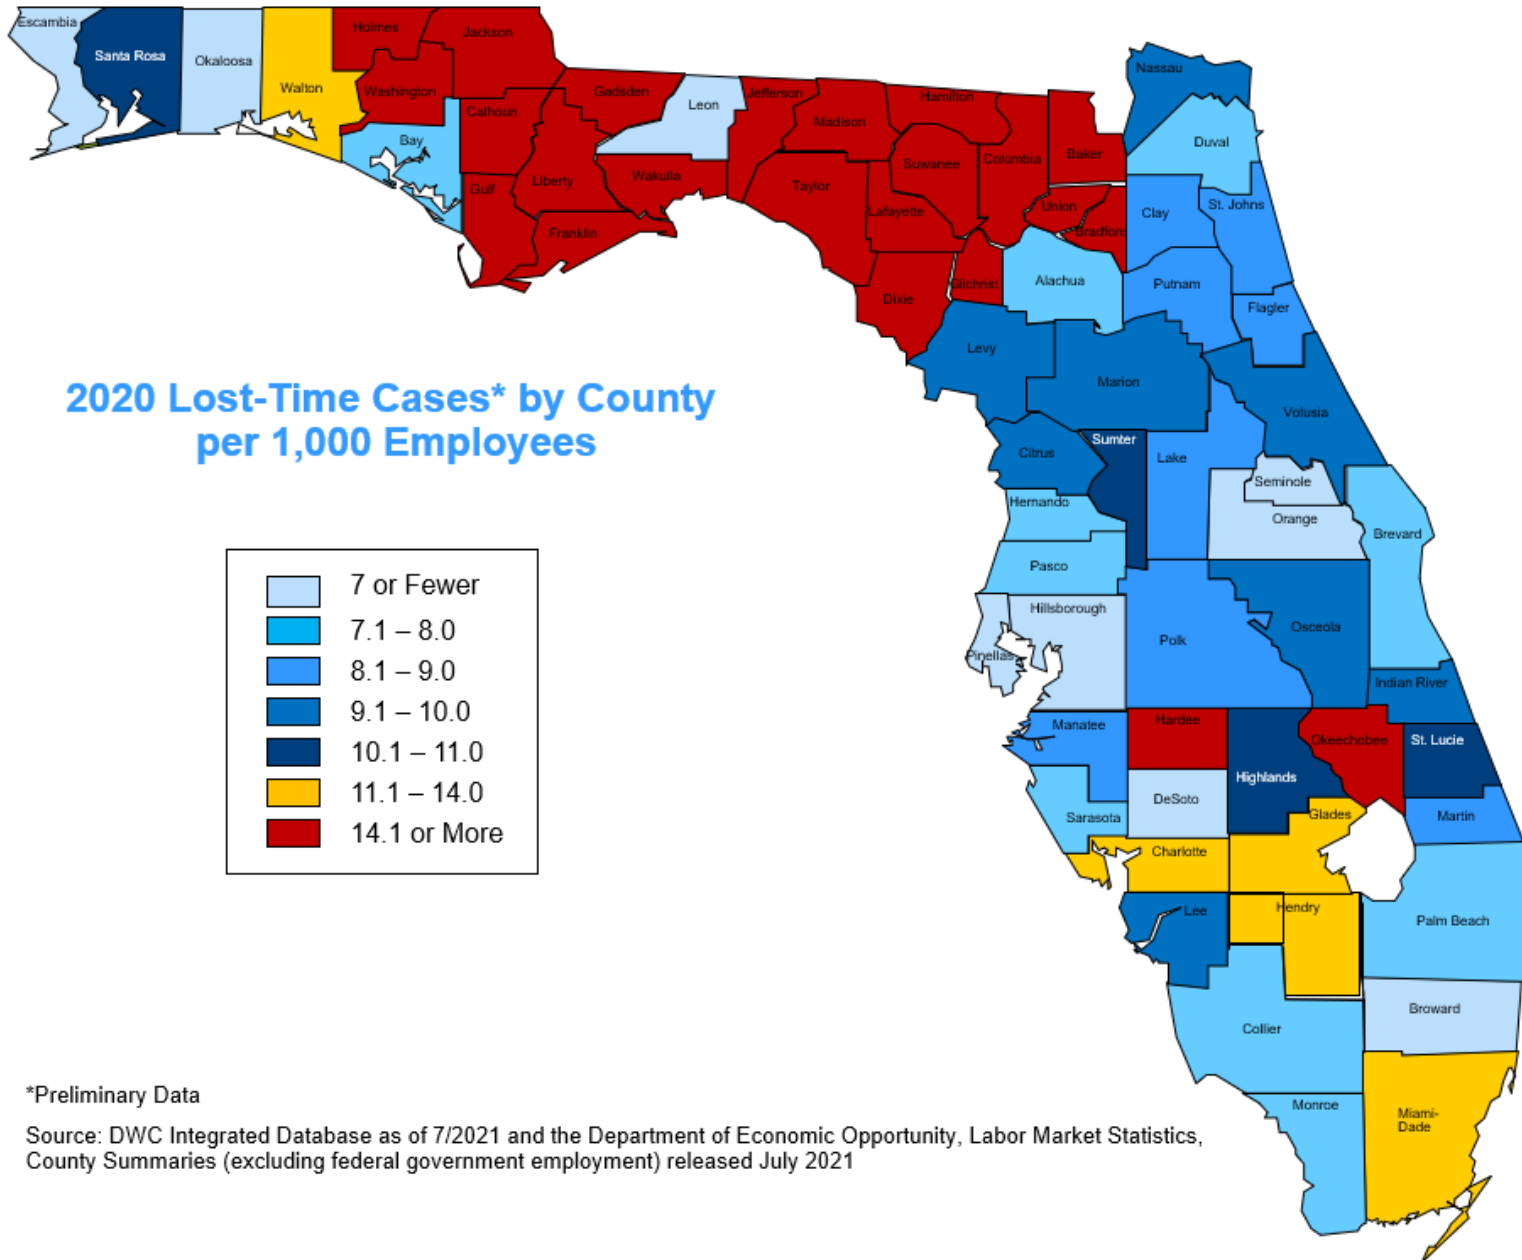 Escambia
Santa Rosa
Okaloosa
Walton
Holmes
Jackson
Washington
Bay
Calhoun
Gulf
Gadsden
Liberty
Franklin
Leon
Wakulla
Jefferson
Madison
Taylor
Hamilton
Suwanee
Lafayette
Columbia
Dixie
Gilchrist
Baker
Union
Bradford
Nassau
Duval
Clay
St. Johns
Alachua
Putnam
Flagler
Levy
Marion
Volusia
2020 Lost-Time Cases* by County
per 1,000 Employees
Citrus
Sumter
Lake
Seminole
Orange
Hernando
Brevard
Pasco
Hillsborough
Pinellas
Polk
Osceola
Indian River
7 or Fewer
7.1 – 8.0
8.1 – 9.0
9.1 – 10.0
10.1 – 11.0
11.1 – 14.0
14.1 or More
Manatee
Hardee
Highlands
Okeechobee
St. Lucie
Sarasota
DeSoto
Glades
Martin
Charlotte
Lee
Hendry
Palm Beach
Collier
Broward
Monroe
Miami-
Dade
*Preliminary Data
Source: DWC Integrated Database as of 7/2021 and the Department of Economic Opportunity, Labor Market Statistics,
County Summaries (excluding federal government employment) released July 2021